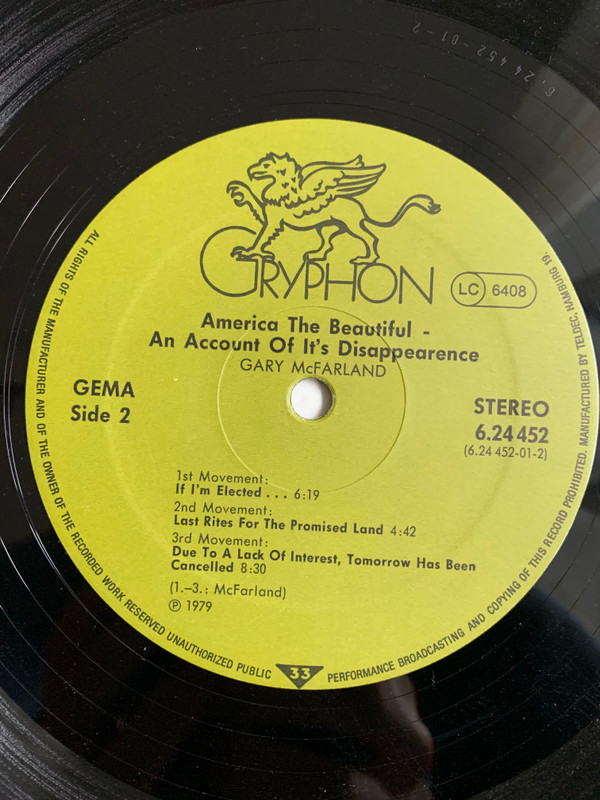 6.24452-01-2
GRYPHON
LC 6408
America The Beautiful -
An Account Of It's Disappearence
GARY McFARLAND
GEMA
Side 2
STEREO
6.24 452
(6.24 452-01-2)
1st Movement:
If I'm Elected . . . 6:19
2nd Movement:
Last Rites For The Promised Land 4:42
3rd Movement:
Due To A Lack Of Interest, Tomorrow Has Been
Cancelled 8:30
(1.–3.: McFarland)
℗ 1979
ALL RIGHTS OF THE MANUFACTURER AND OF THE OWNER OF THE RECORDED WORK RESERVED UNAUTHORIZED PUBLIC
33
PERFORMANCE BROADCASTING AND COPYING OF THIS RECORD PROHIBITED. MANUFACTURED BY TELDEC, HAMBURG 19.